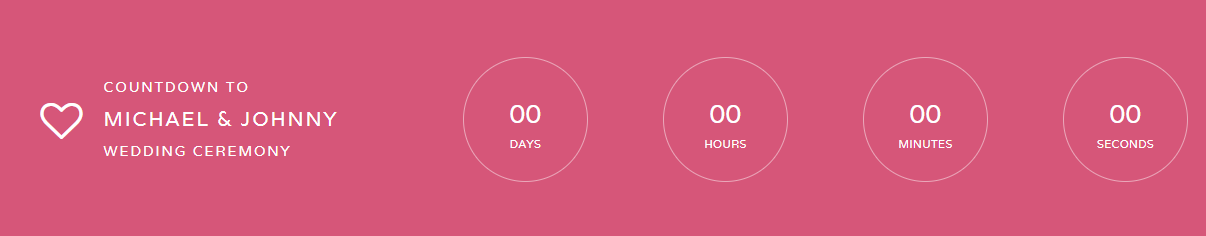 COUNTDOWN TO
MICHAEL & JOHNNY
WEDDING CEREMONY
00
DAYS
00
HOURS
00
MINUTES
00
SECONDS